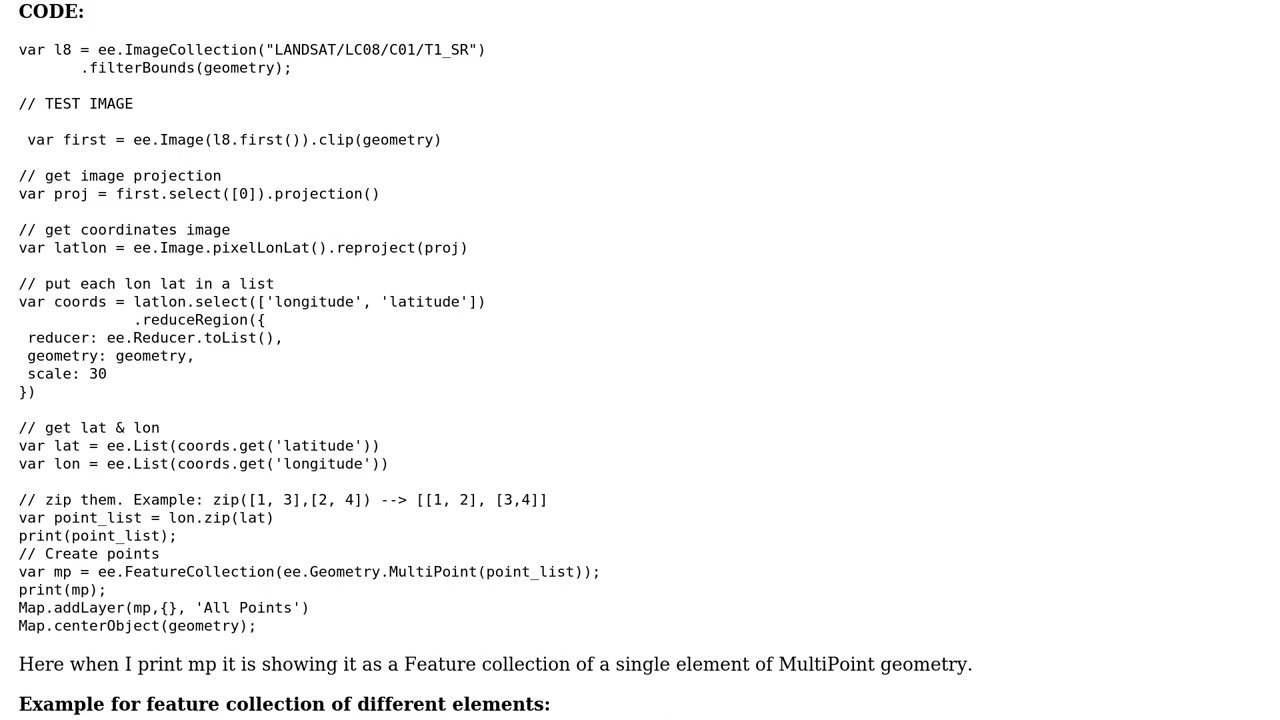 CODE:
var l8 = ee.ImageCollection("LANDSAT/LC08/C01/T1_SR")
       .filterBounds(geometry);
// TEST IMAGE
 var first = ee.Image(l8.first()).clip(geometry)
// get image projection
var proj = first.select([0]).projection()
// get coordinates image
var latlon = ee.Image.pixelLonLat().reproject(proj)
// put each lon lat in a list
var coords = latlon.select(['longitude', 'latitude'])
             .reduceRegion({
 reducer: ee.Reducer.toList(),
 geometry: geometry,
 scale: 30
})
// get lat & lon
var lat = ee.List(coords.get('latitude'))
var lon = ee.List(coords.get('longitude'))
// zip them. Example: zip([1, 3],[2, 4]) --> [[1, 2], [3,4]]
var point_list = lon.zip(lat)
print(point_list);
// Create points
var mp = ee.FeatureCollection(ee.Geometry.MultiPoint(point_list));
print(mp);
Map.addLayer(mp,{}, 'All Points')
Map.centerObject(geometry);
Here when I print mp it is showing it as a Feature collection of a single element of MultiPoint geometry.
Example for feature collection of different elements: